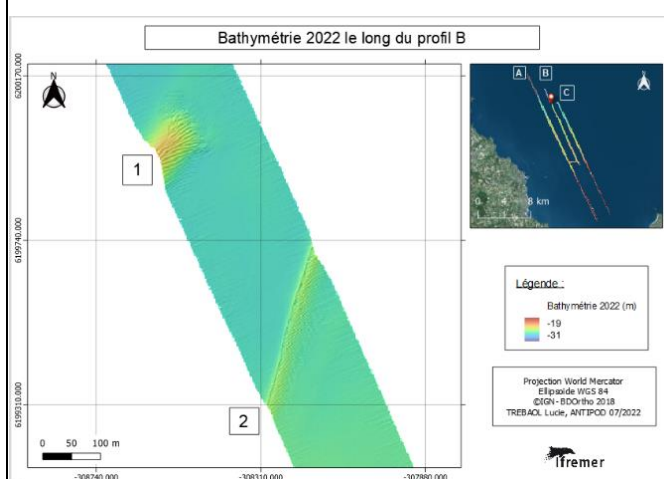 Bathymétrie 2022 le long du profil B
6200170.000
6199740.000
6199310.000
N
1
2
0 50 100 m
-308740.000
-308310.000
-307880.000
A
B
C
N
0 4 8 km
Légende :
Bathymétrie 2022 (m)
-19
-31
Projection World Mercator
Ellipsoïde WGS 84
©IGN-BDOrtho 2018
TREBAOL Lucie, ANTIPOD 07/2022
ifremer